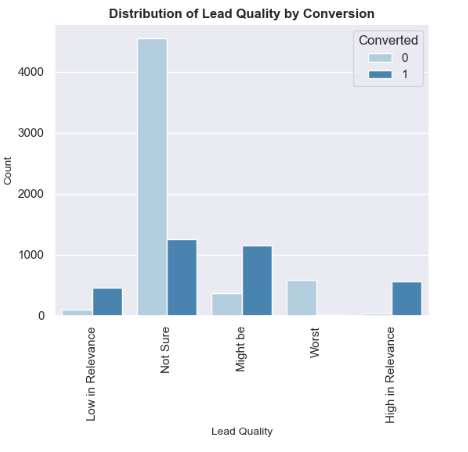 Distribution of Lead Quality by Conversion
Converted
0
1
4000
3000
2000
1000
0
Count
Low in Relevance
Not Sure
Might be
Worst
High in Relevance
Lead Quality